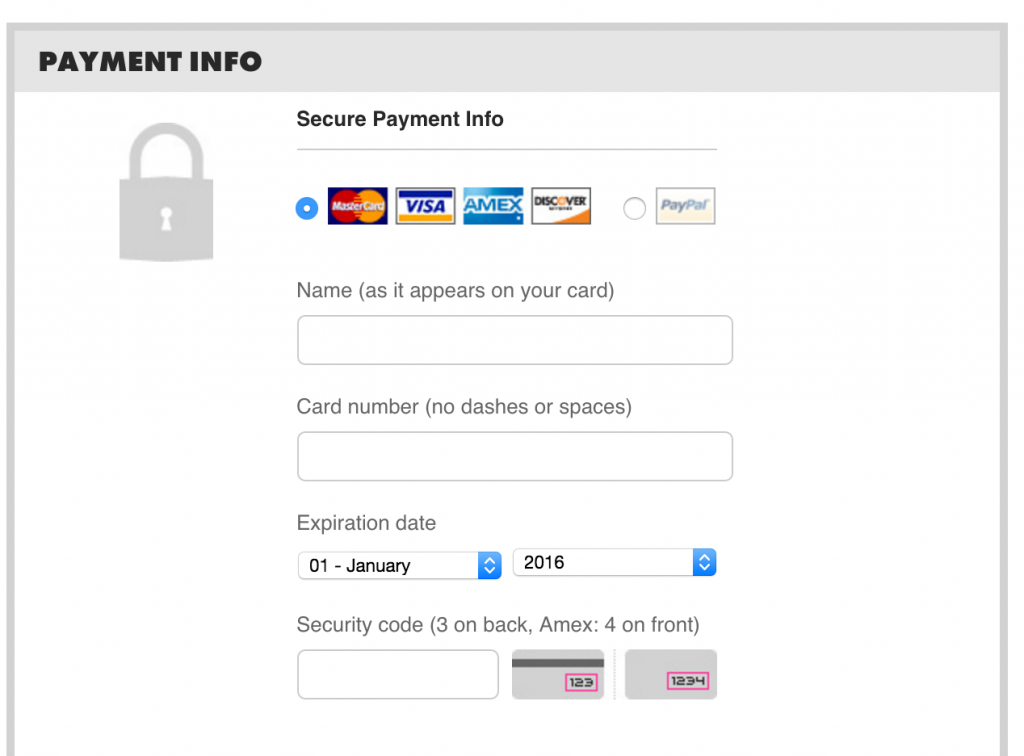 PAYMENT INFO
Secure Payment Info
MasterCard VISA AMEX DISCOVER PayPal
Name (as it appears on your card)
Card number (no dashes or spaces)
Expiration date
01 - January 2016
Security code (3 on back, Amex: 4 on front)
123 1234